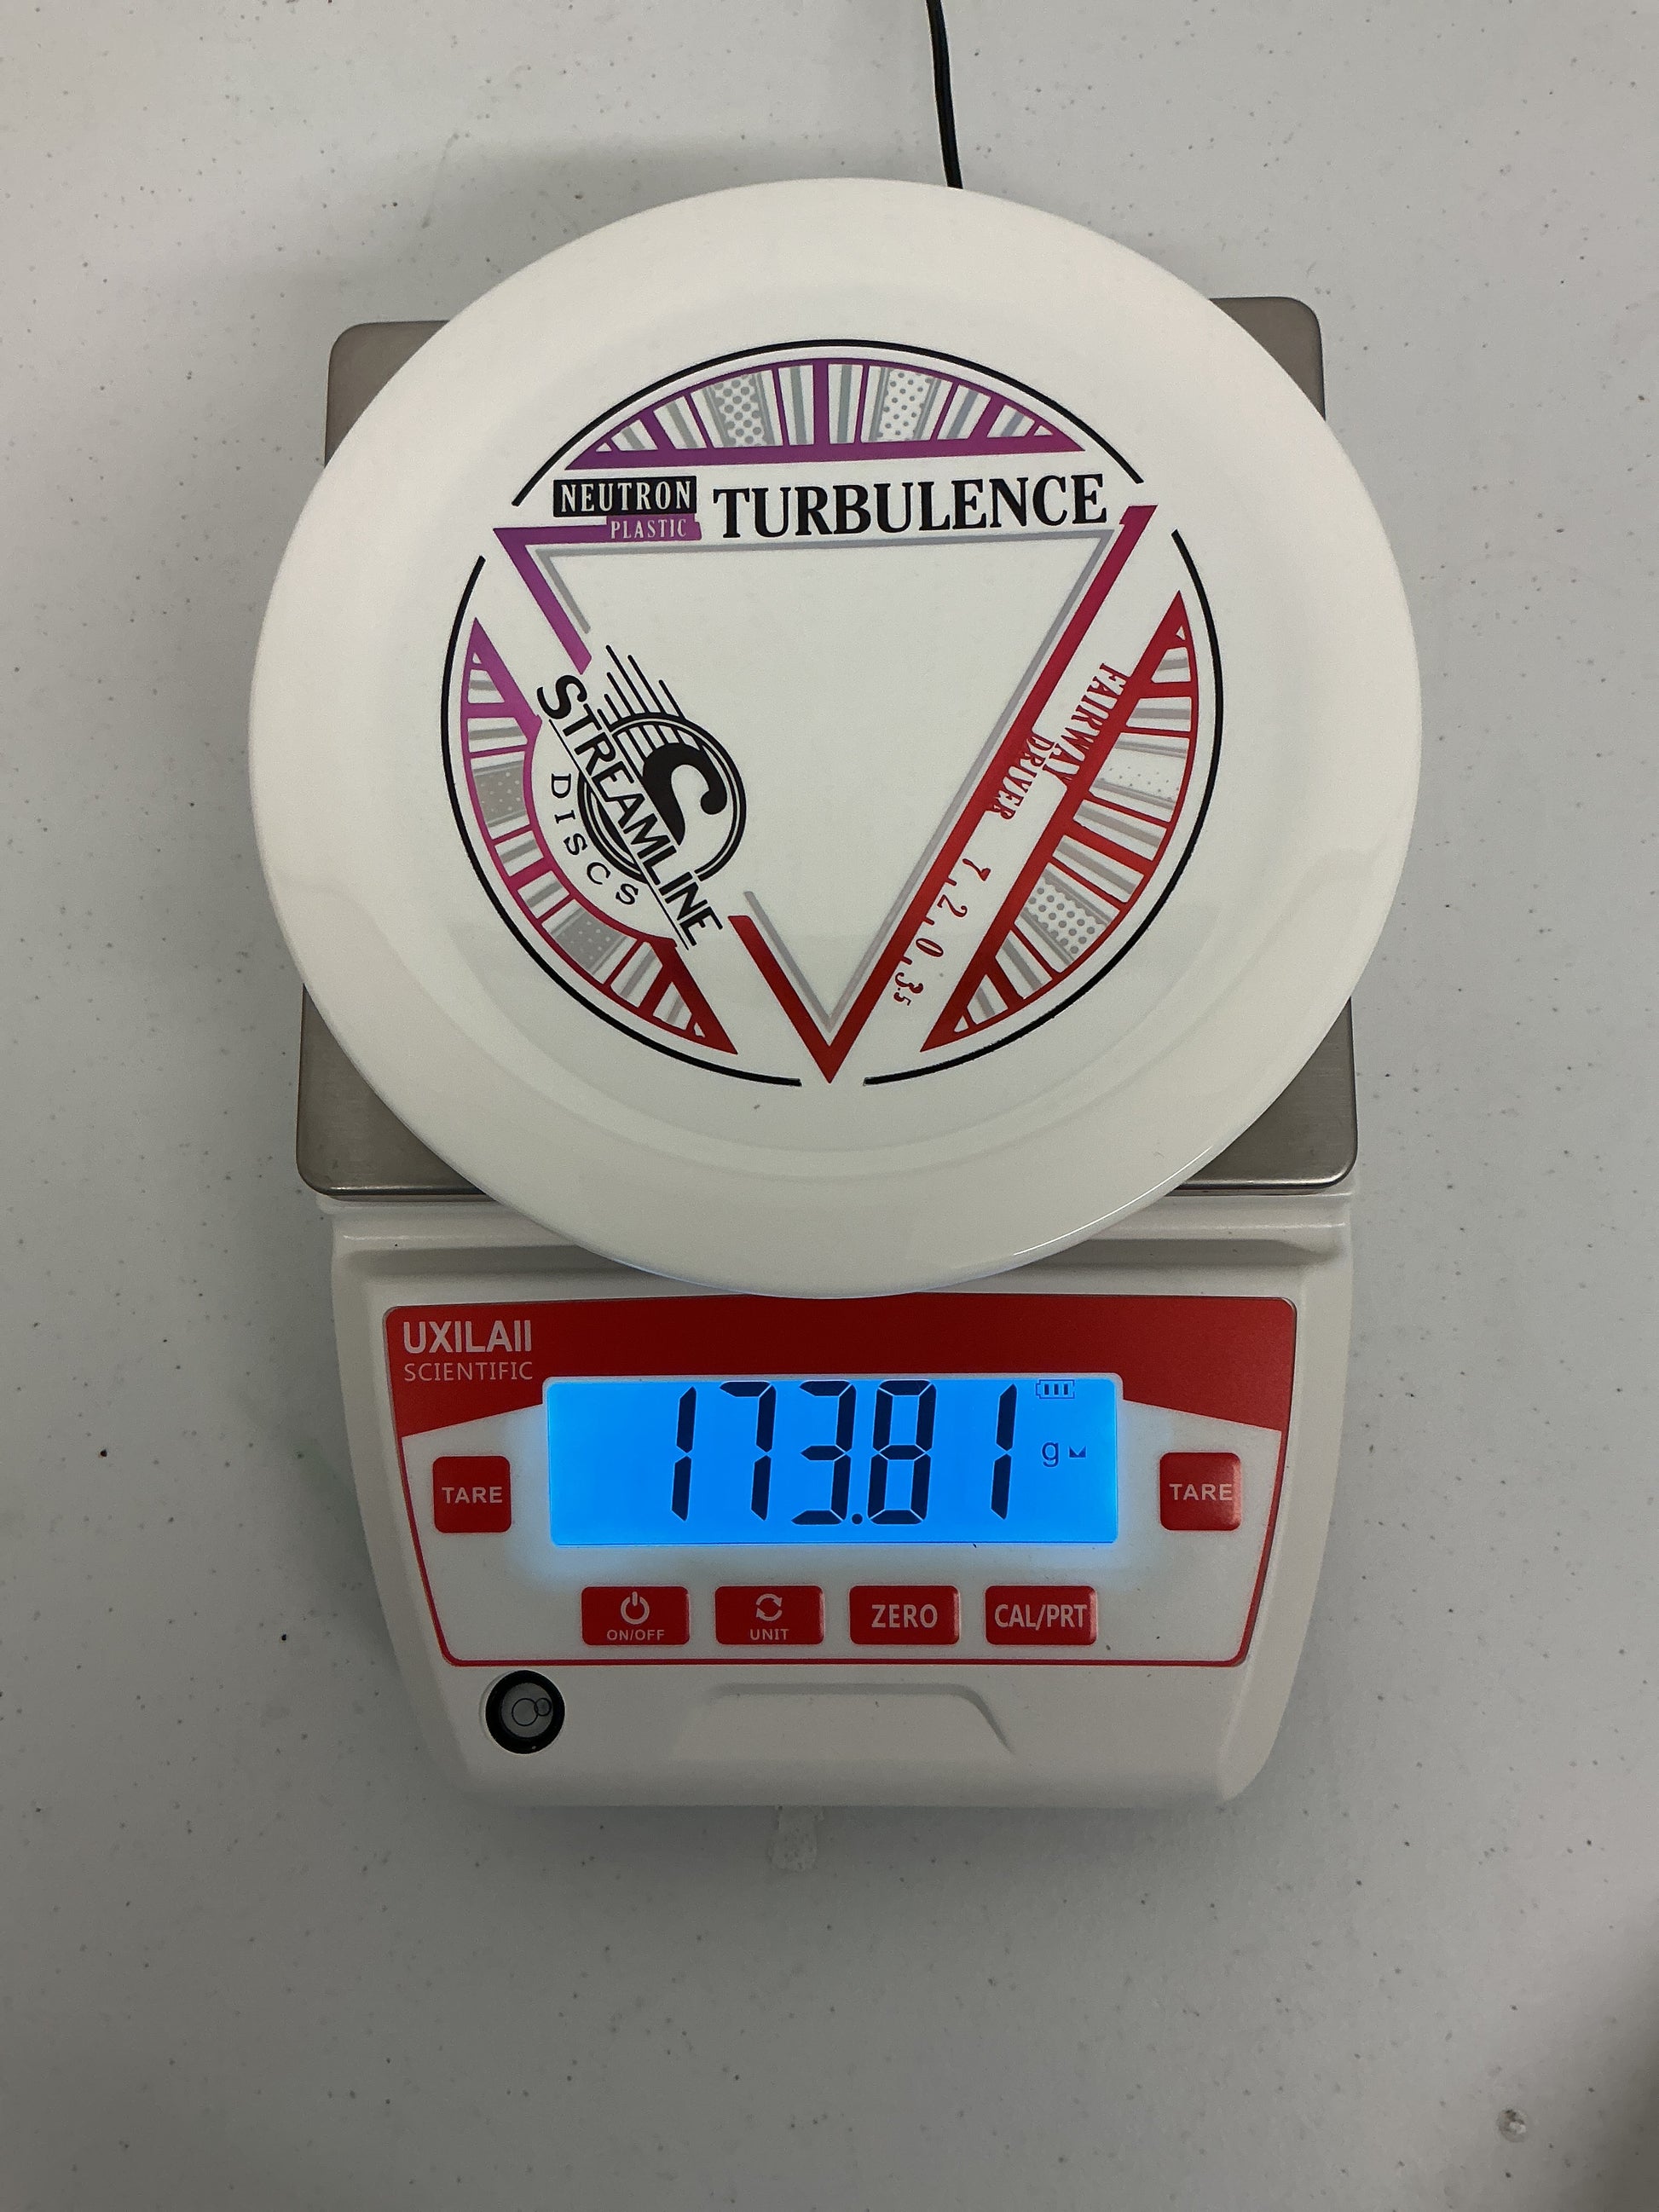 NEUTRON
PLASTIC
TURBULENCE
STREAMLINE
DISCS
FAIRWAY
DRIVER
7, 2, 0, 3.5
UXILAII
SCIENTIFIC
173.81
g
TARE
TARE
ON/OFF
UNIT
ZERO
CAL/PRT